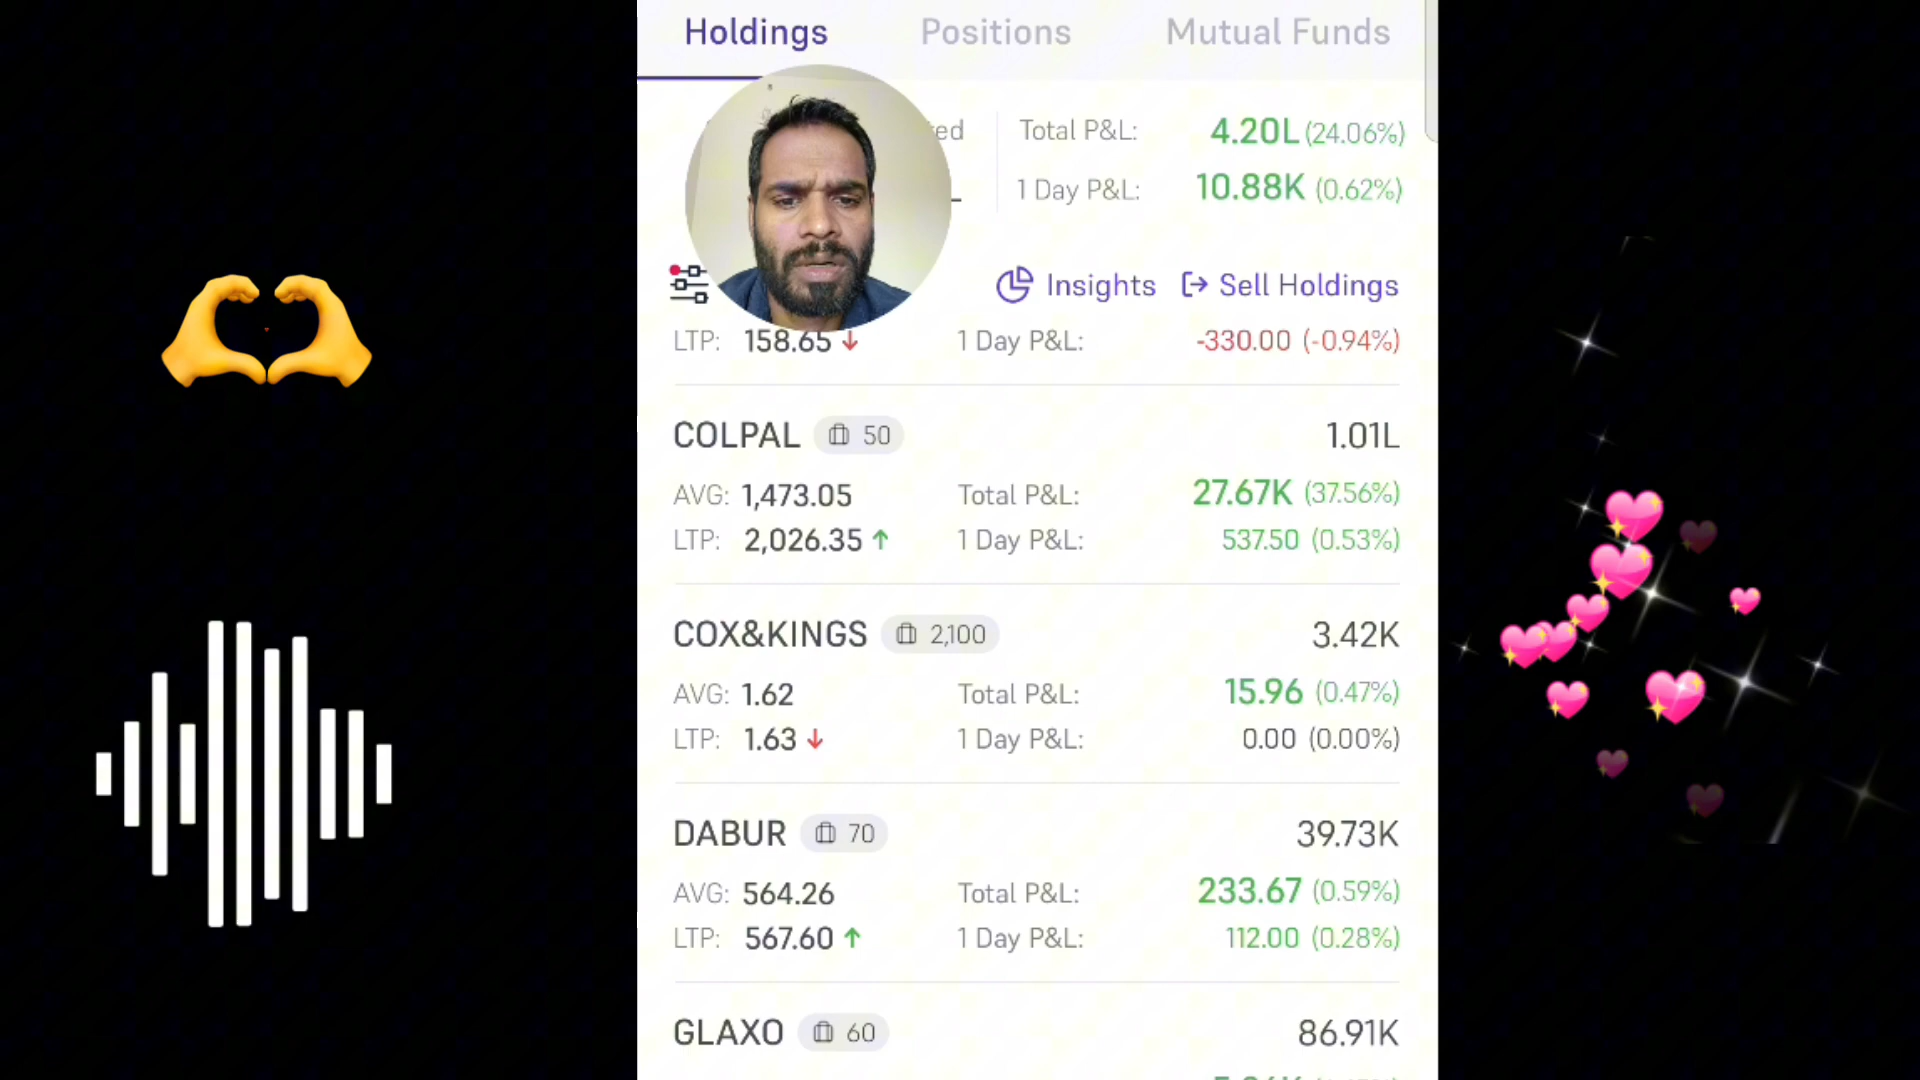 Holdings Positions Mutual Funds
Total P&L: 4.20L (24.06%)
1 Day P&L: 10.88K (0.62%)
Insights Sell Holdings
LTP: 158.65 1 Day P&L: -330.00 (-0.94%)
COLPAL 50 1.01L
AVG: 1,473.05 Total P&L: 27.67K (37.56%)
LTP: 2,026.35 1 Day P&L: 537.50 (0.53%)
COX&KINGS 2,100 3.42K
AVG: 1.62 Total P&L: 15.96 (0.47%)
LTP: 1.63 1 Day P&L: 0.00 (0.00%)
DABUR 70 39.73K
AVG: 564.26 Total P&L: 233.67 (0.59%)
LTP: 567.60 1 Day P&L: 112.00 (0.28%)
GLAXO 60 86.91K